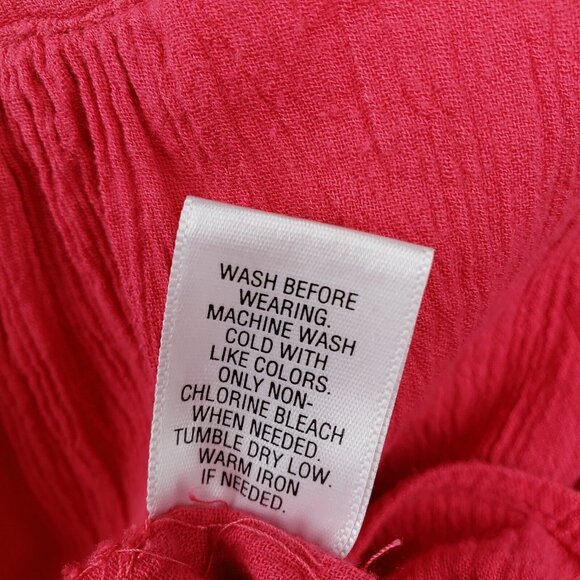 WASH BEFORE
WEARING.
MACHINE WASH
COLD WITH
LIKE COLORS.
ONLY NON-
CHLORINE BLEACH
WHEN NEEDED.
TUMBLE DRY LOW.
WARM IRON
IF NEEDED.